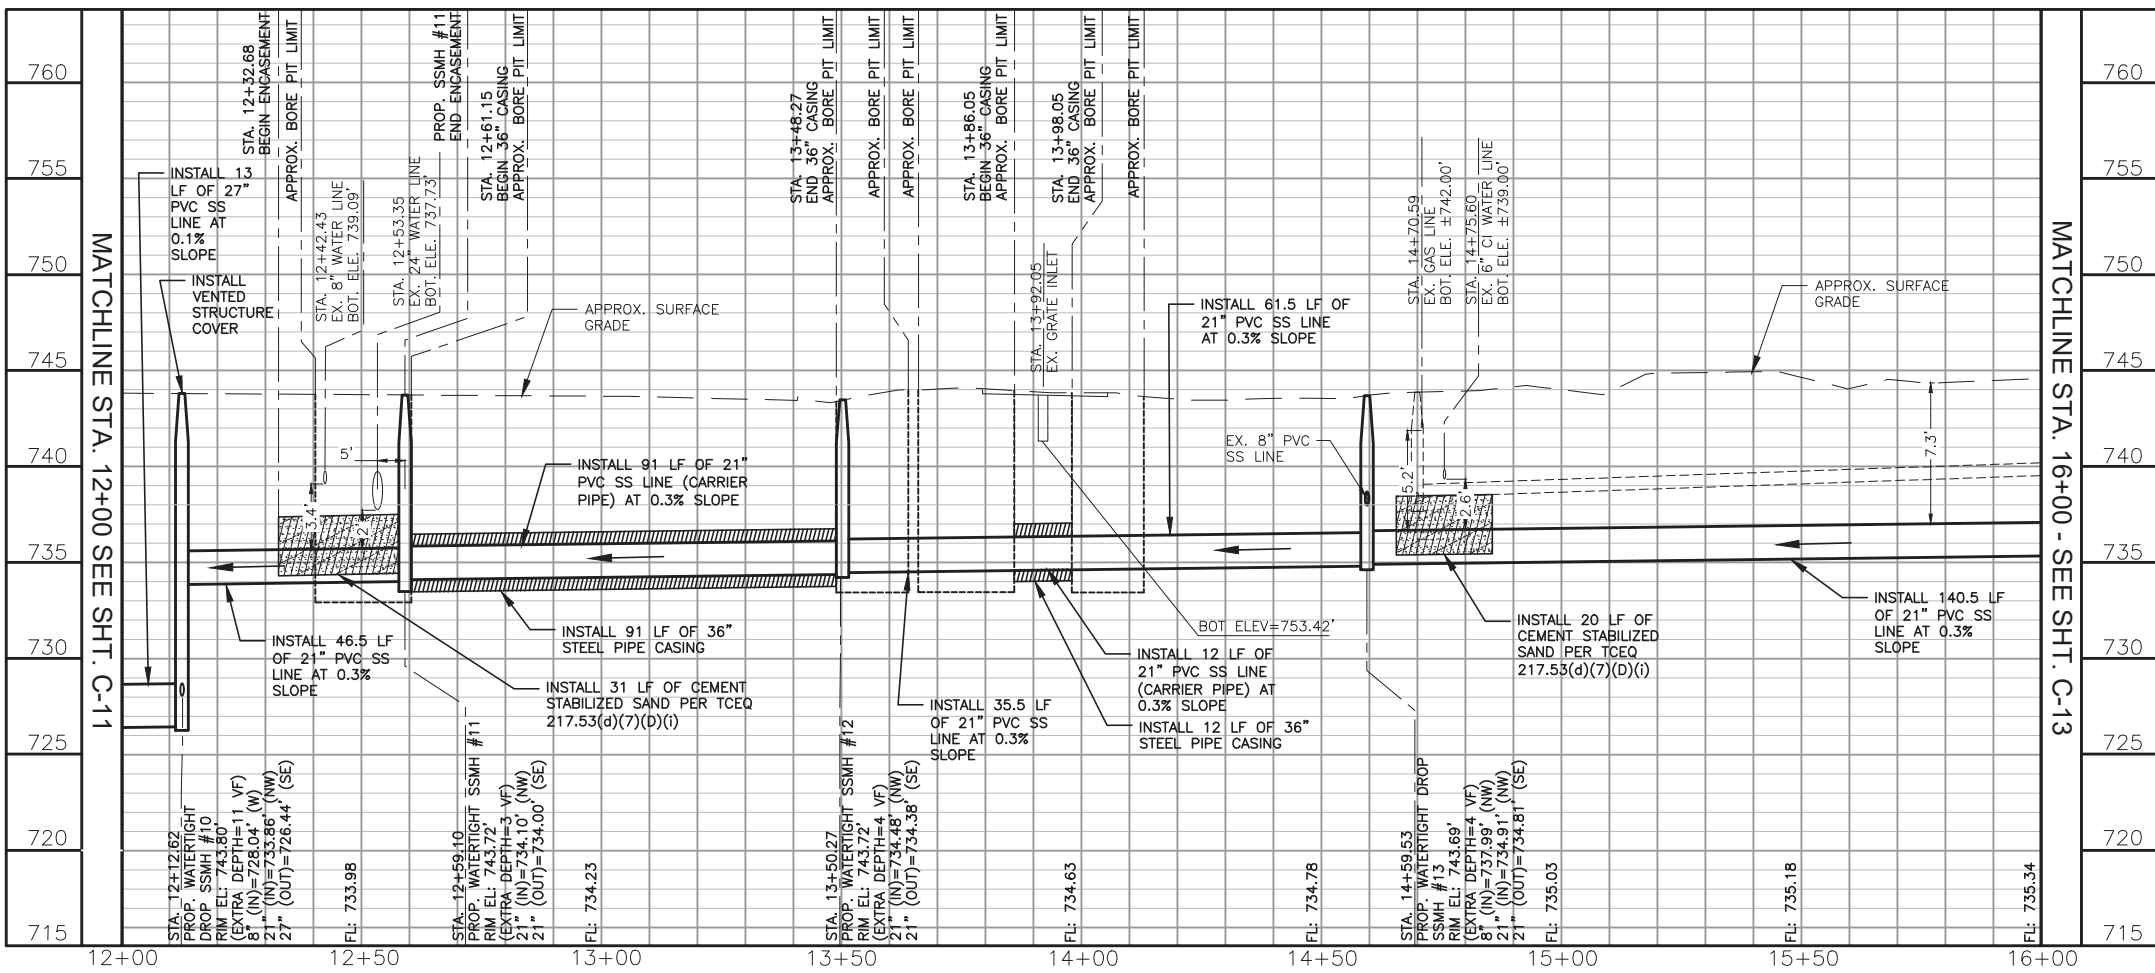 760
755
750
745
740
735
730
725
720
715
MATCHLINE STA. 12+00 SEE SHT. C-11
INSTALL 13
LF OF 27"
PVC SS
LINE AT
0.1%
SLOPE
INSTALL
VENTED
STRUCTURE
COVER
STA. 12+32.68
BEGIN ENCASEMENT
APPROX. BORE PIT LIMIT
STA. 12+42.43
EX. 8" WATER LINE
BOT. ELE. 739.09'
STA. 12+53.35
EX. 24" WATER LINE
BOT. ELE. 737.73'
PROP. SSMH #11
END ENCASEMENT
STA. 12+61.15
BEGIN 36" CASING
APPROX. BORE PIT LIMIT
APPROX. SURFACE
GRADE
STA. 13+48.27
END 36" CASING
APPROX. BORE PIT LIMIT
APPROX. BORE PIT LIMIT
APPROX. BORE PIT LIMIT
STA. 13+86.05
BEGIN 36" CASING
APPROX. BORE PIT LIMIT
STA. 13+98.05
END 36" CASING
APPROX. BORE PIT LIMIT
APPROX. BORE PIT LIMIT
STA. 13+92.05
EX. GRATE INLET
INSTALL 61.5 LF OF
21" PVC SS LINE
AT 0.3% SLOPE
STA. 14+70.59
EX. GAS LINE
BOT. ELE. ±742.00'
STA. 14+75.60
EX. 6" CI WATER LINE
BOT. ELE. ±739.00'
APPROX. SURFACE
GRADE
5'
3.4'
2'
INSTALL 91 LF OF 21"
PVC SS LINE (CARRIER
PIPE) AT 0.3% SLOPE
EX. 8" PVC
SS LINE
5.2'
2.6'
7.3'
INSTALL 46.5 LF
OF 21" PVC SS
LINE AT 0.3%
SLOPE
INSTALL 91 LF OF 36"
STEEL PIPE CASING
INSTALL 31 LF OF CEMENT
STABILIZED SAND PER TCEQ
217.53(d)(7)(D)(i)
BOT ELEV=753.42'
INSTALL 12 LF OF
21" PVC SS LINE
(CARRIER PIPE) AT
0.3% SLOPE
INSTALL 12 LF OF 36"
STEEL PIPE CASING
INSTALL 35.5 LF
OF 21" PVC SS
LINE AT 0.3%
SLOPE
INSTALL 20 LF OF
CEMENT STABILIZED
SAND PER TCEQ
217.53(d)(7)(D)(i)
INSTALL 140.5 LF
OF 21" PVC SS
LINE AT 0.3%
SLOPE
STA. 12+12.62
PROP. WATERTIGHT
DROP SSMH #10
RIM EL: 743.80'
(EXTRA DEPTH=11 VF)
8" (IN)=728.04' (W)
21" (IN)=733.86' (NW)
27" (OUT)=726.44' (SE)
FL: 733.98
STA. 12+59.10
PROP. WATERTIGHT SSMH #11
RIM EL: 743.72'
(EXTRA DEPTH=3 VF)
21" (IN)=734.10' (NW)
21" (OUT)=734.00' (SE)
FL: 734.23
STA. 13+50.27
PROP. WATERTIGHT SSMH #12
RIM EL: 743.72'
(EXTRA DEPTH=4 VF)
21" (IN)=734.48' (NW)
21" (OUT)=734.38' (SE)
FL: 734.63
FL: 734.78
STA. 14+59.53
PROP. WATERTIGHT DROP
SSMH #13
RIM EL: 743.69'
(EXTRA DEPTH=4 VF)
8" (IN)=737.99' (NW)
21" (IN)=734.91' (NW)
21" (OUT)=734.81' (SE)
FL: 735.03
FL: 735.18
FL: 735.34
MATCHLINE STA. 16+00 - SEE SHT. C-13
760
755
750
745
740
735
730
725
720
715
12+00
12+50
13+00
13+50
14+00
14+50
15+00
15+50
16+00